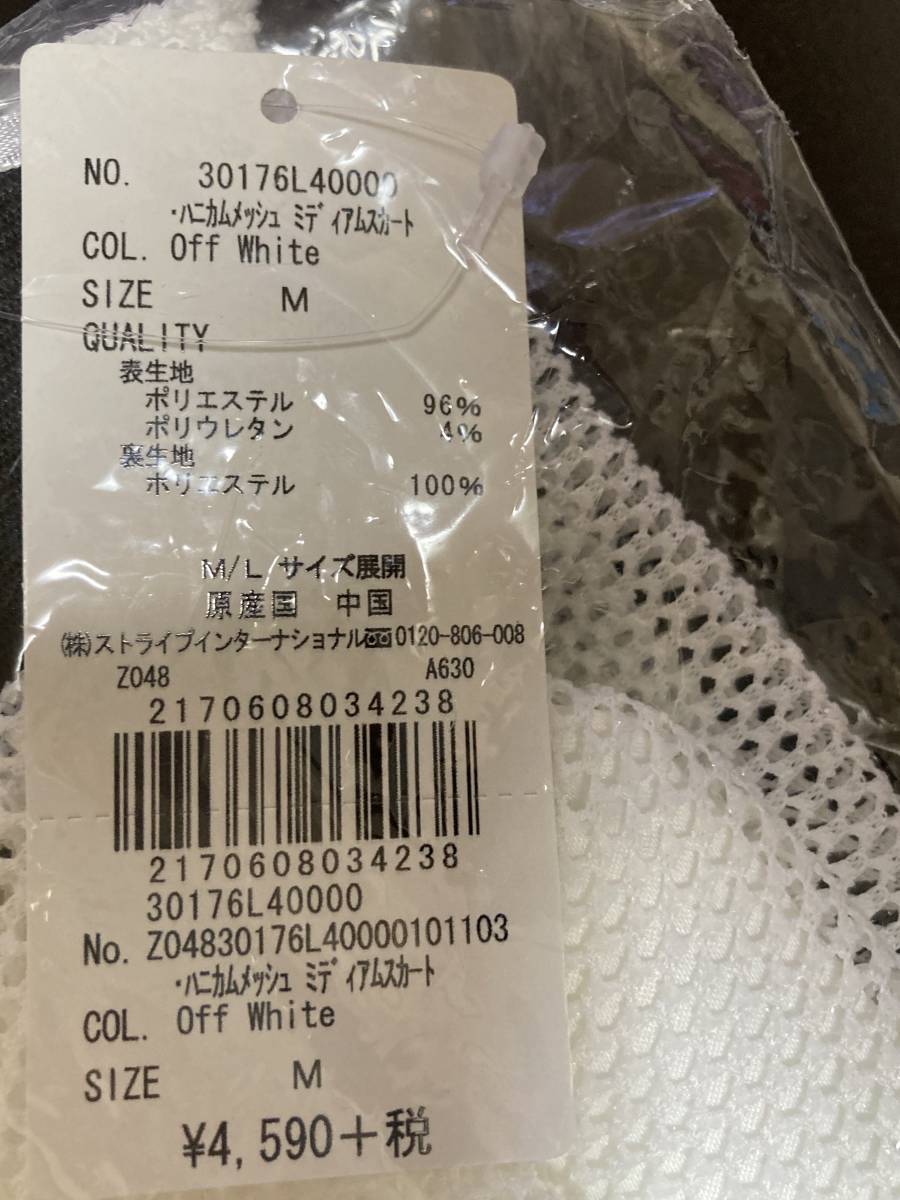 NO. 30176L40000
・ハニカムメッシュ ミディアムスカート
COL. Off White
SIZE M
QUALITY
表生地
ポリエステル 96%
ポリウレタン 4%
裏生地
ポリエステル 100%
M/L サイズ展開
原産国 中国
(株)ストライプインターナショナル 0120-806-008
Z048 A630
2170608034238
2170608034238
30176L40000
No. Z04830176L40000101103
・ハニカムメッシュ ミディアムスカート
COL. Off White
SIZE M
¥4,590+税